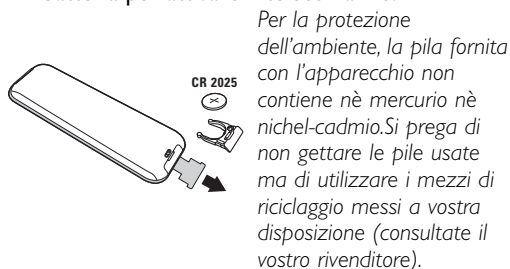 Per la protezione
dell'ambiente, la pila fornita
con l'apparecchio non
contiene nè mercurio nè
nichel-cadmio.Si prega di
non gettare le pile usate
ma di utilizzare i mezzi di
riciclaggio messi a vostra
disposizione (consultate il
vostro rivenditore).
CR 2025